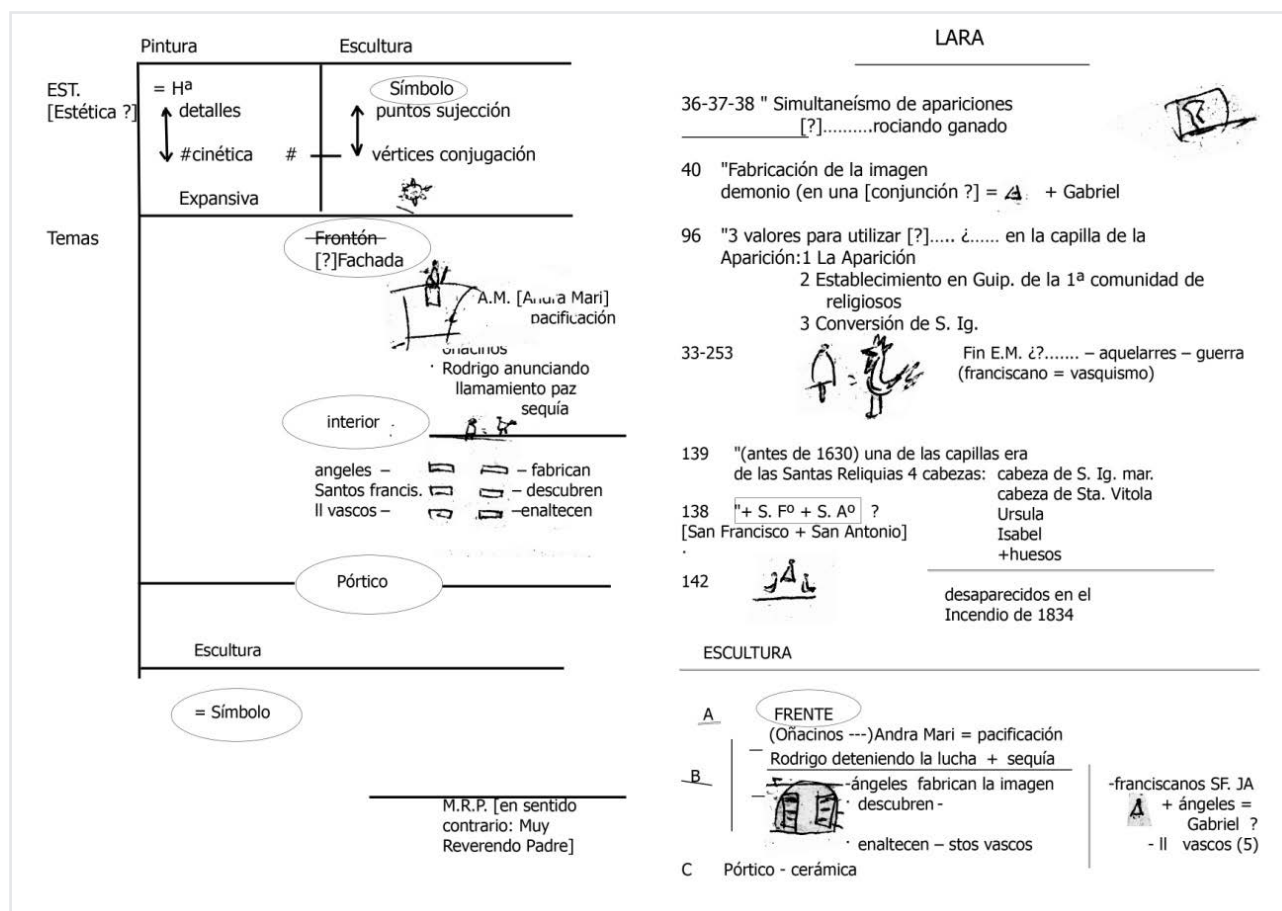 Pintura Escultura
EST.
[Estética ?]
= Hª
detalles
#cinética #
Expansiva
Símbolo
puntos sujección
vértices conjugación
Temas
Frontón
[?]Fachada
A.M. [Andra Mari]
pacificación
oñacinos
· Rodrigo anunciando
llamamiento paz
sequía
interior
angeles – – fabrican
Santos francis. – descubren
II vascos – –enaltecen
Pórtico
Escultura
= Símbolo
M.R.P. [en sentido
contrario: Muy
Reverendo Padre]
LARA
36-37-38 " Simultaneísmo de apariciones
[?]..........rociando ganado
40 "Fabricación de la imagen
demonio (en una [conjunción ?] = + Gabriel
96 "3 valores para utilizar [?]..... ¿...... en la capilla de la
Aparición:1 La Aparición
2 Establecimiento en Guip. de la 1ª comunidad de
religiosos
3 Conversión de S. Ig.
33-253 = Fin E.M. ¿?....... – aquelarres – guerra
(franciscano = vasquismo)
139 "(antes de 1630) una de las capillas era
de las Santas Reliquias 4 cabezas: cabeza de S. Ig. mar.
cabeza de Sta. Vitola
138 "+ S. Fº + S. Aº ? Ursula
[San Francisco + San Antonio] Isabel
· +huesos
142
desaparecidos en el
Incendio de 1834
ESCULTURA
A FRENTE
(Oñacinos ---)Andra Mari = pacificación
Rodrigo deteniendo la lucha + sequía
B -ángeles fabrican la imagen
· descubren -
· enaltecen – stos vascos
-franciscanos SF. JA
+ ángeles =
Gabriel ?
- II vascos (5)
C Pórtico - cerámica